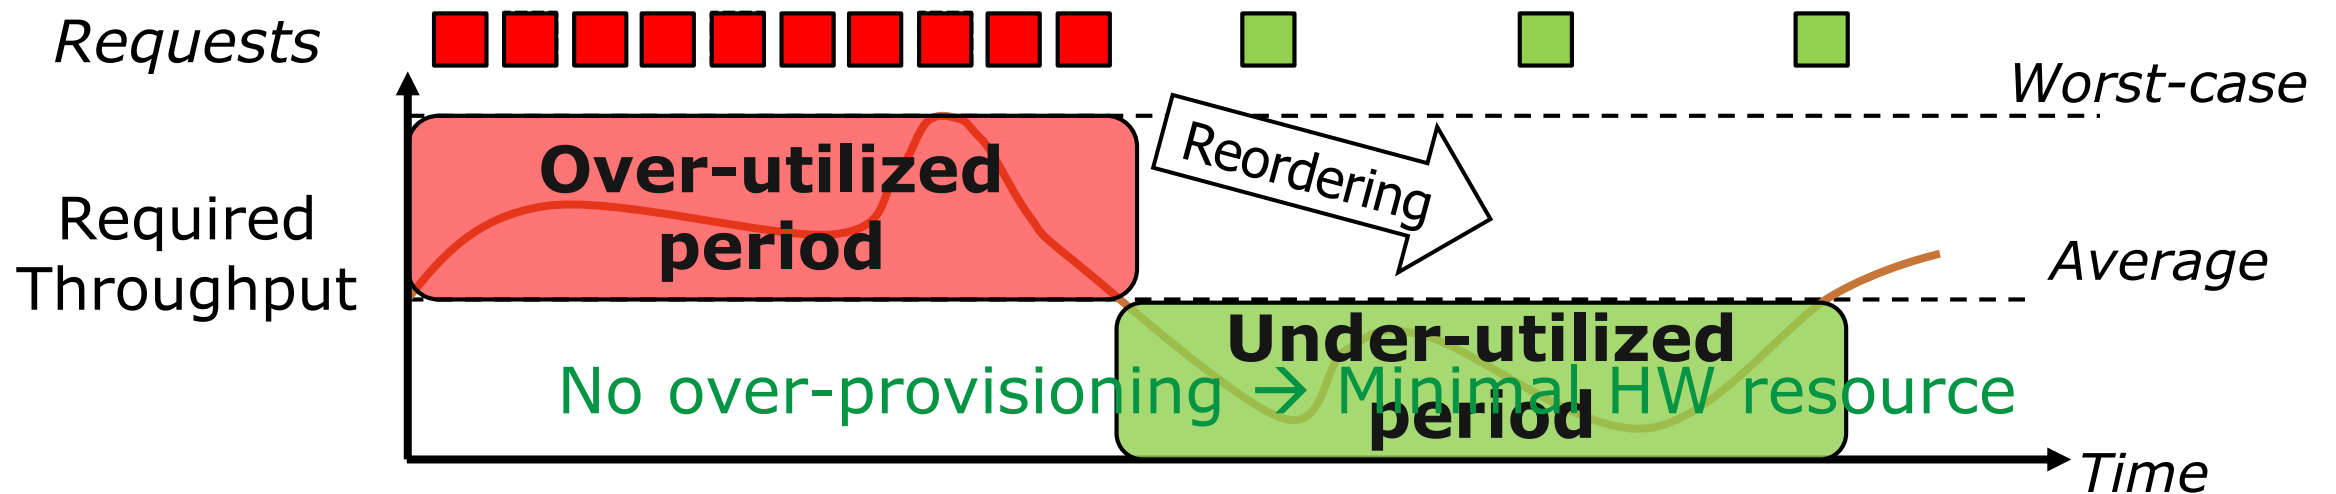 Requests
Worst-case
Over-utilized
period
Reordering
Required
Throughput
Average
Under-utilized
period
No over-provisioning → Minimal HW resource
Time